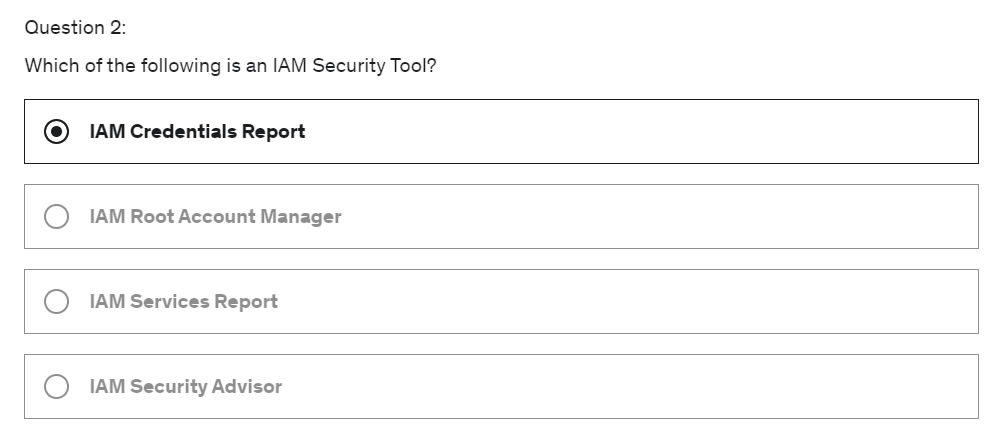 Question 2:
Which of the following is an IAM Security Tool?
IAM Credentials Report
IAM Root Account Manager
IAM Services Report
IAM Security Advisor